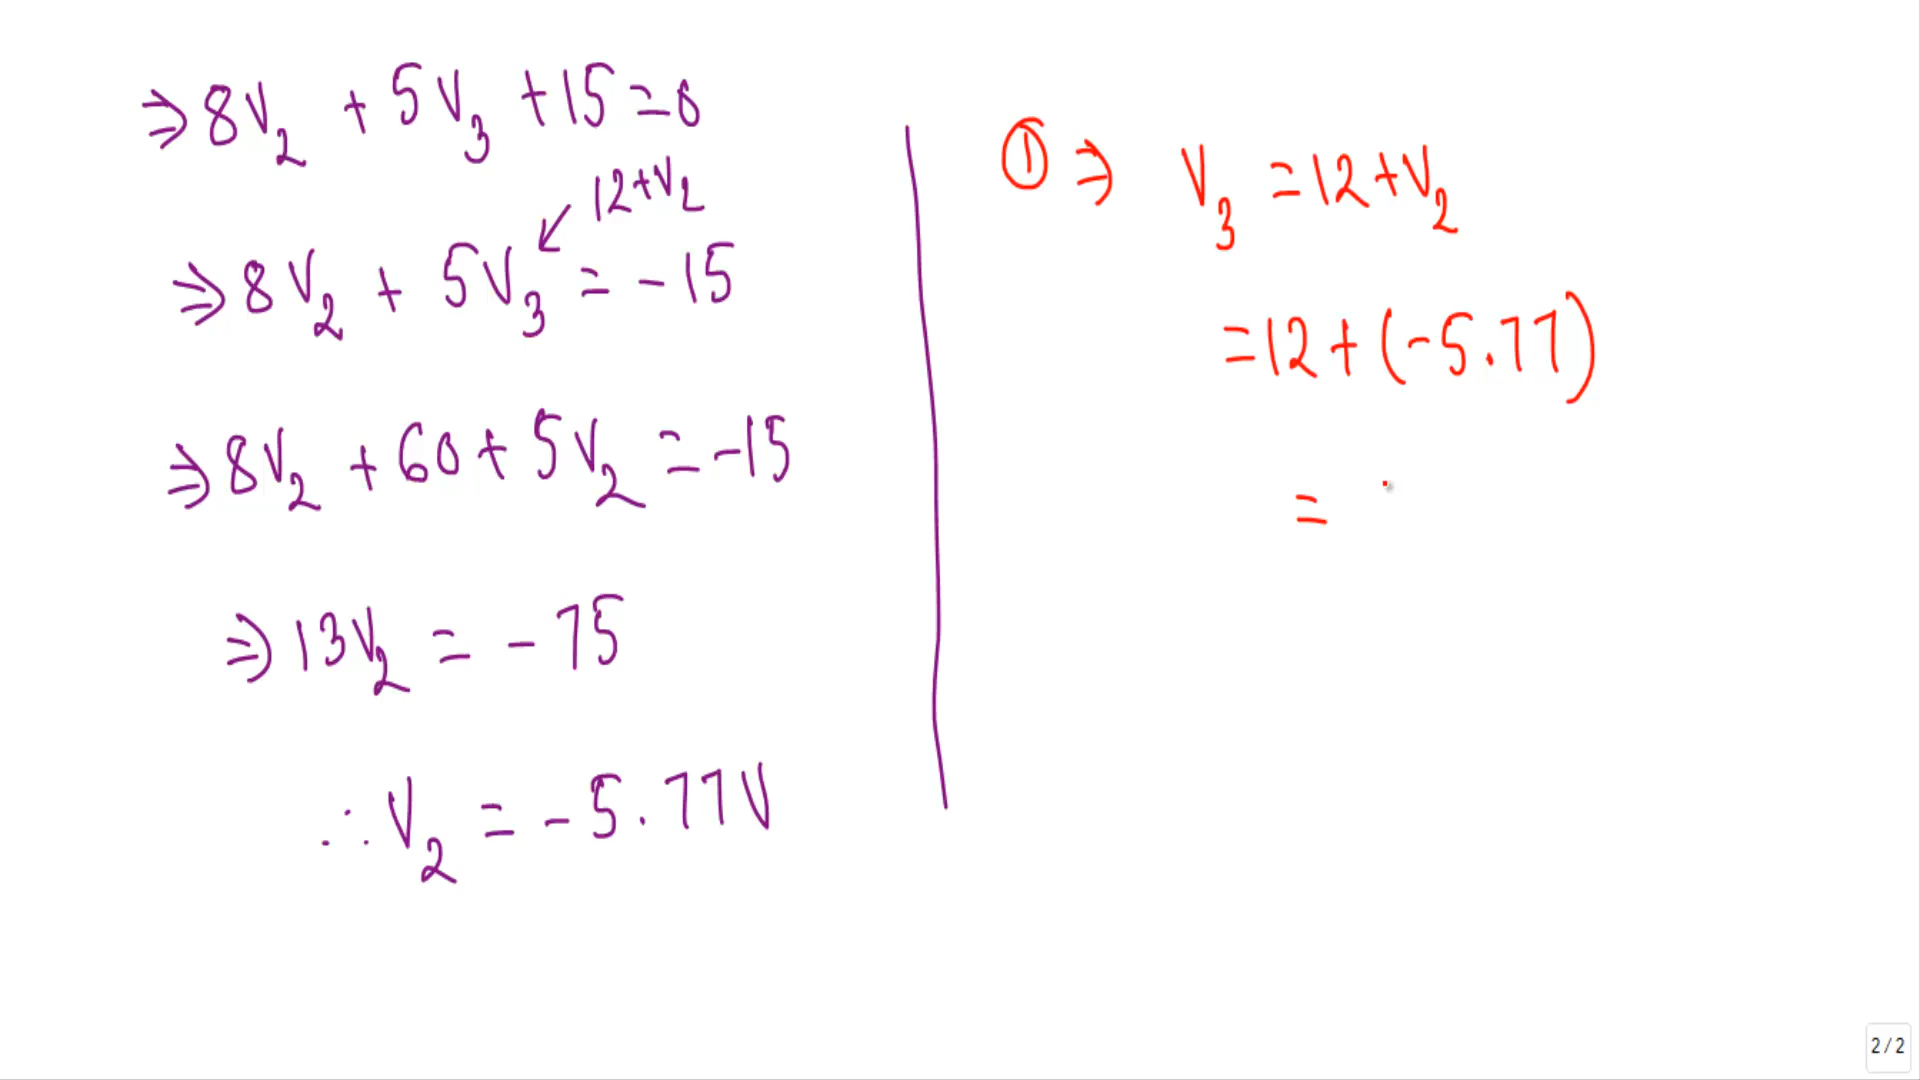 ⇒ 8V₂ + 5V₃ + 15 = 0
12+V₂
⇒ 8V₂ + 5V₃ ↙ = -15
⇒ 8V₂ + 60 + 5V₂ = -15
⇒ 13V₂ = -75
∴ V₂ = -5.77V
① ⇒ V₃ = 12 + V₂
= 12 + (-5.77)
=
2/2